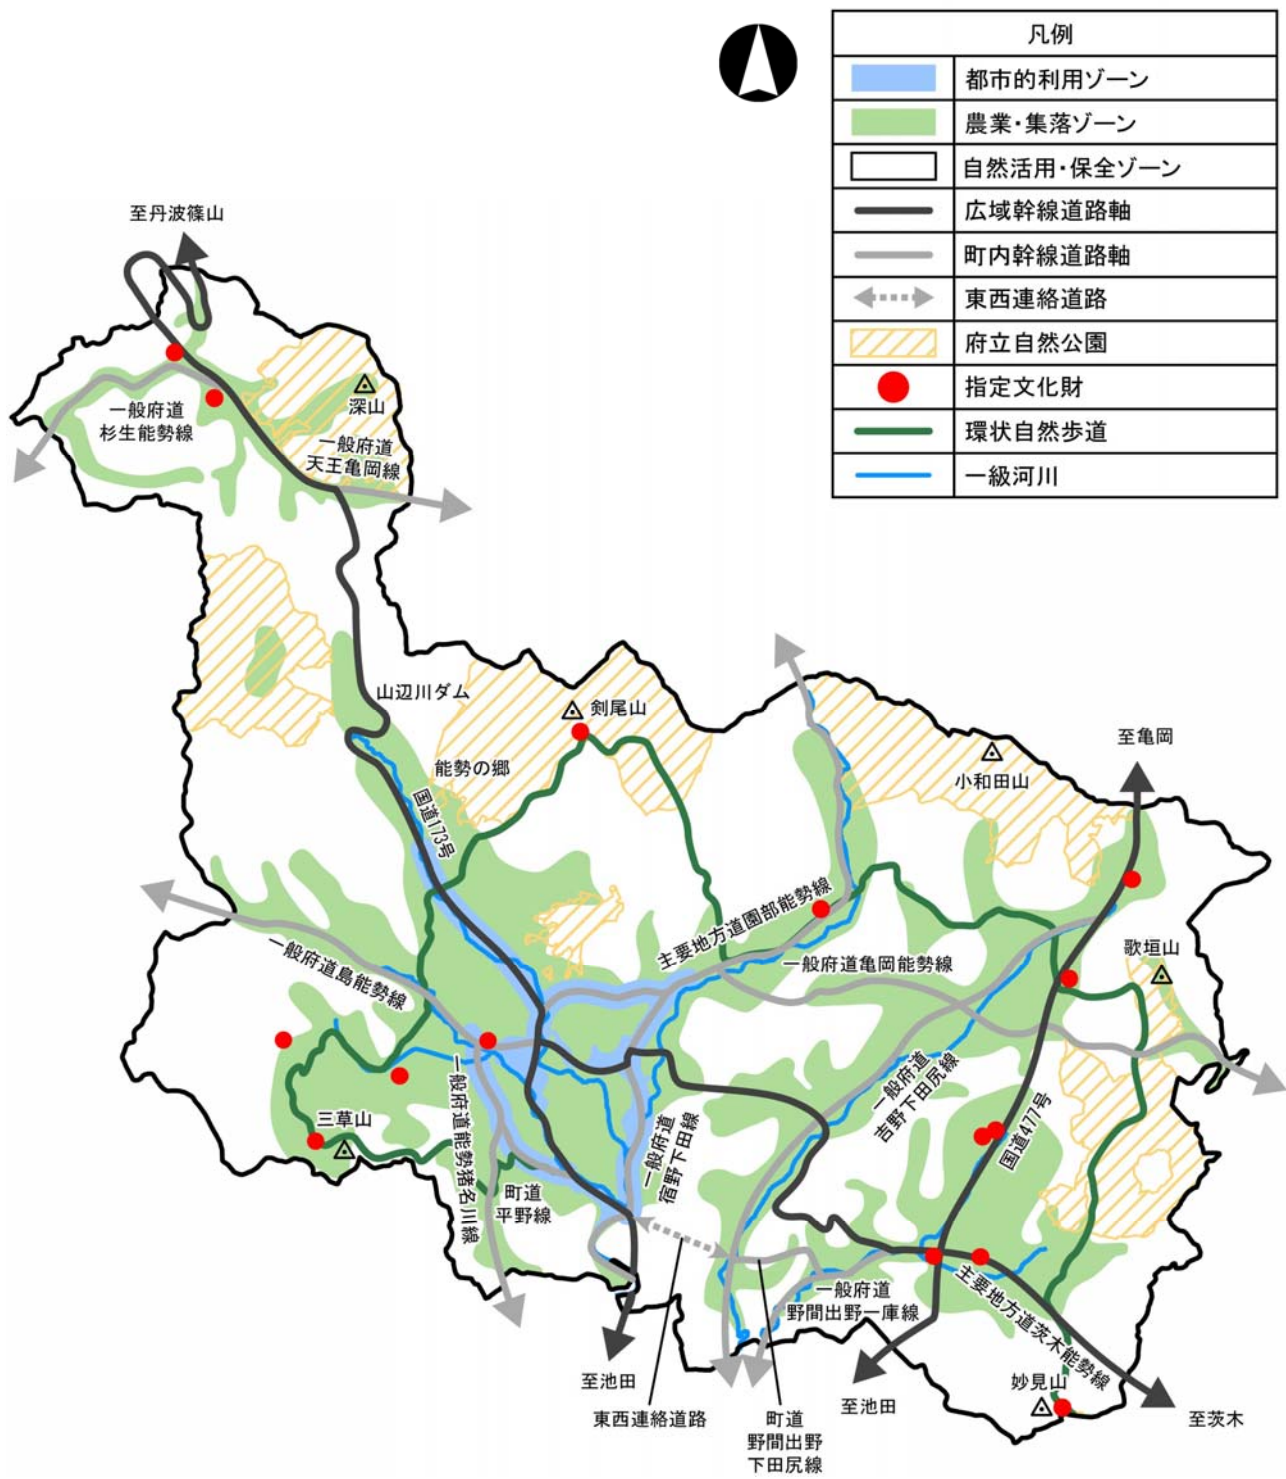 凡例
都市的利用ゾーン
農業・集落ゾーン
自然活用・保全ゾーン
広域幹線道路軸
町内幹線道路軸
東西連絡道路
府立自然公園
指定文化財
環状自然歩道
一級河川
至丹波篠山
深山
一般府道
杉生能勢線
一般府道
天王亀岡線
山辺川ダム
剣尾山
能勢の郷
国道173号
小和田山
至亀岡
主要地方道園部能勢線
一般府道島能勢線
一般府道亀岡能勢線
歌垣山
一般府道
吉野下田尻線
国道477号
三草山
一般府道能勢猪名川線
一般府道
宿野下田線
町道
平野線
一般府道
野間出野一庫線
主要地方道茨木能勢線
妙見山
至池田
東西連絡道路
町道
野間出野
下田尻線
至池田
至茨木